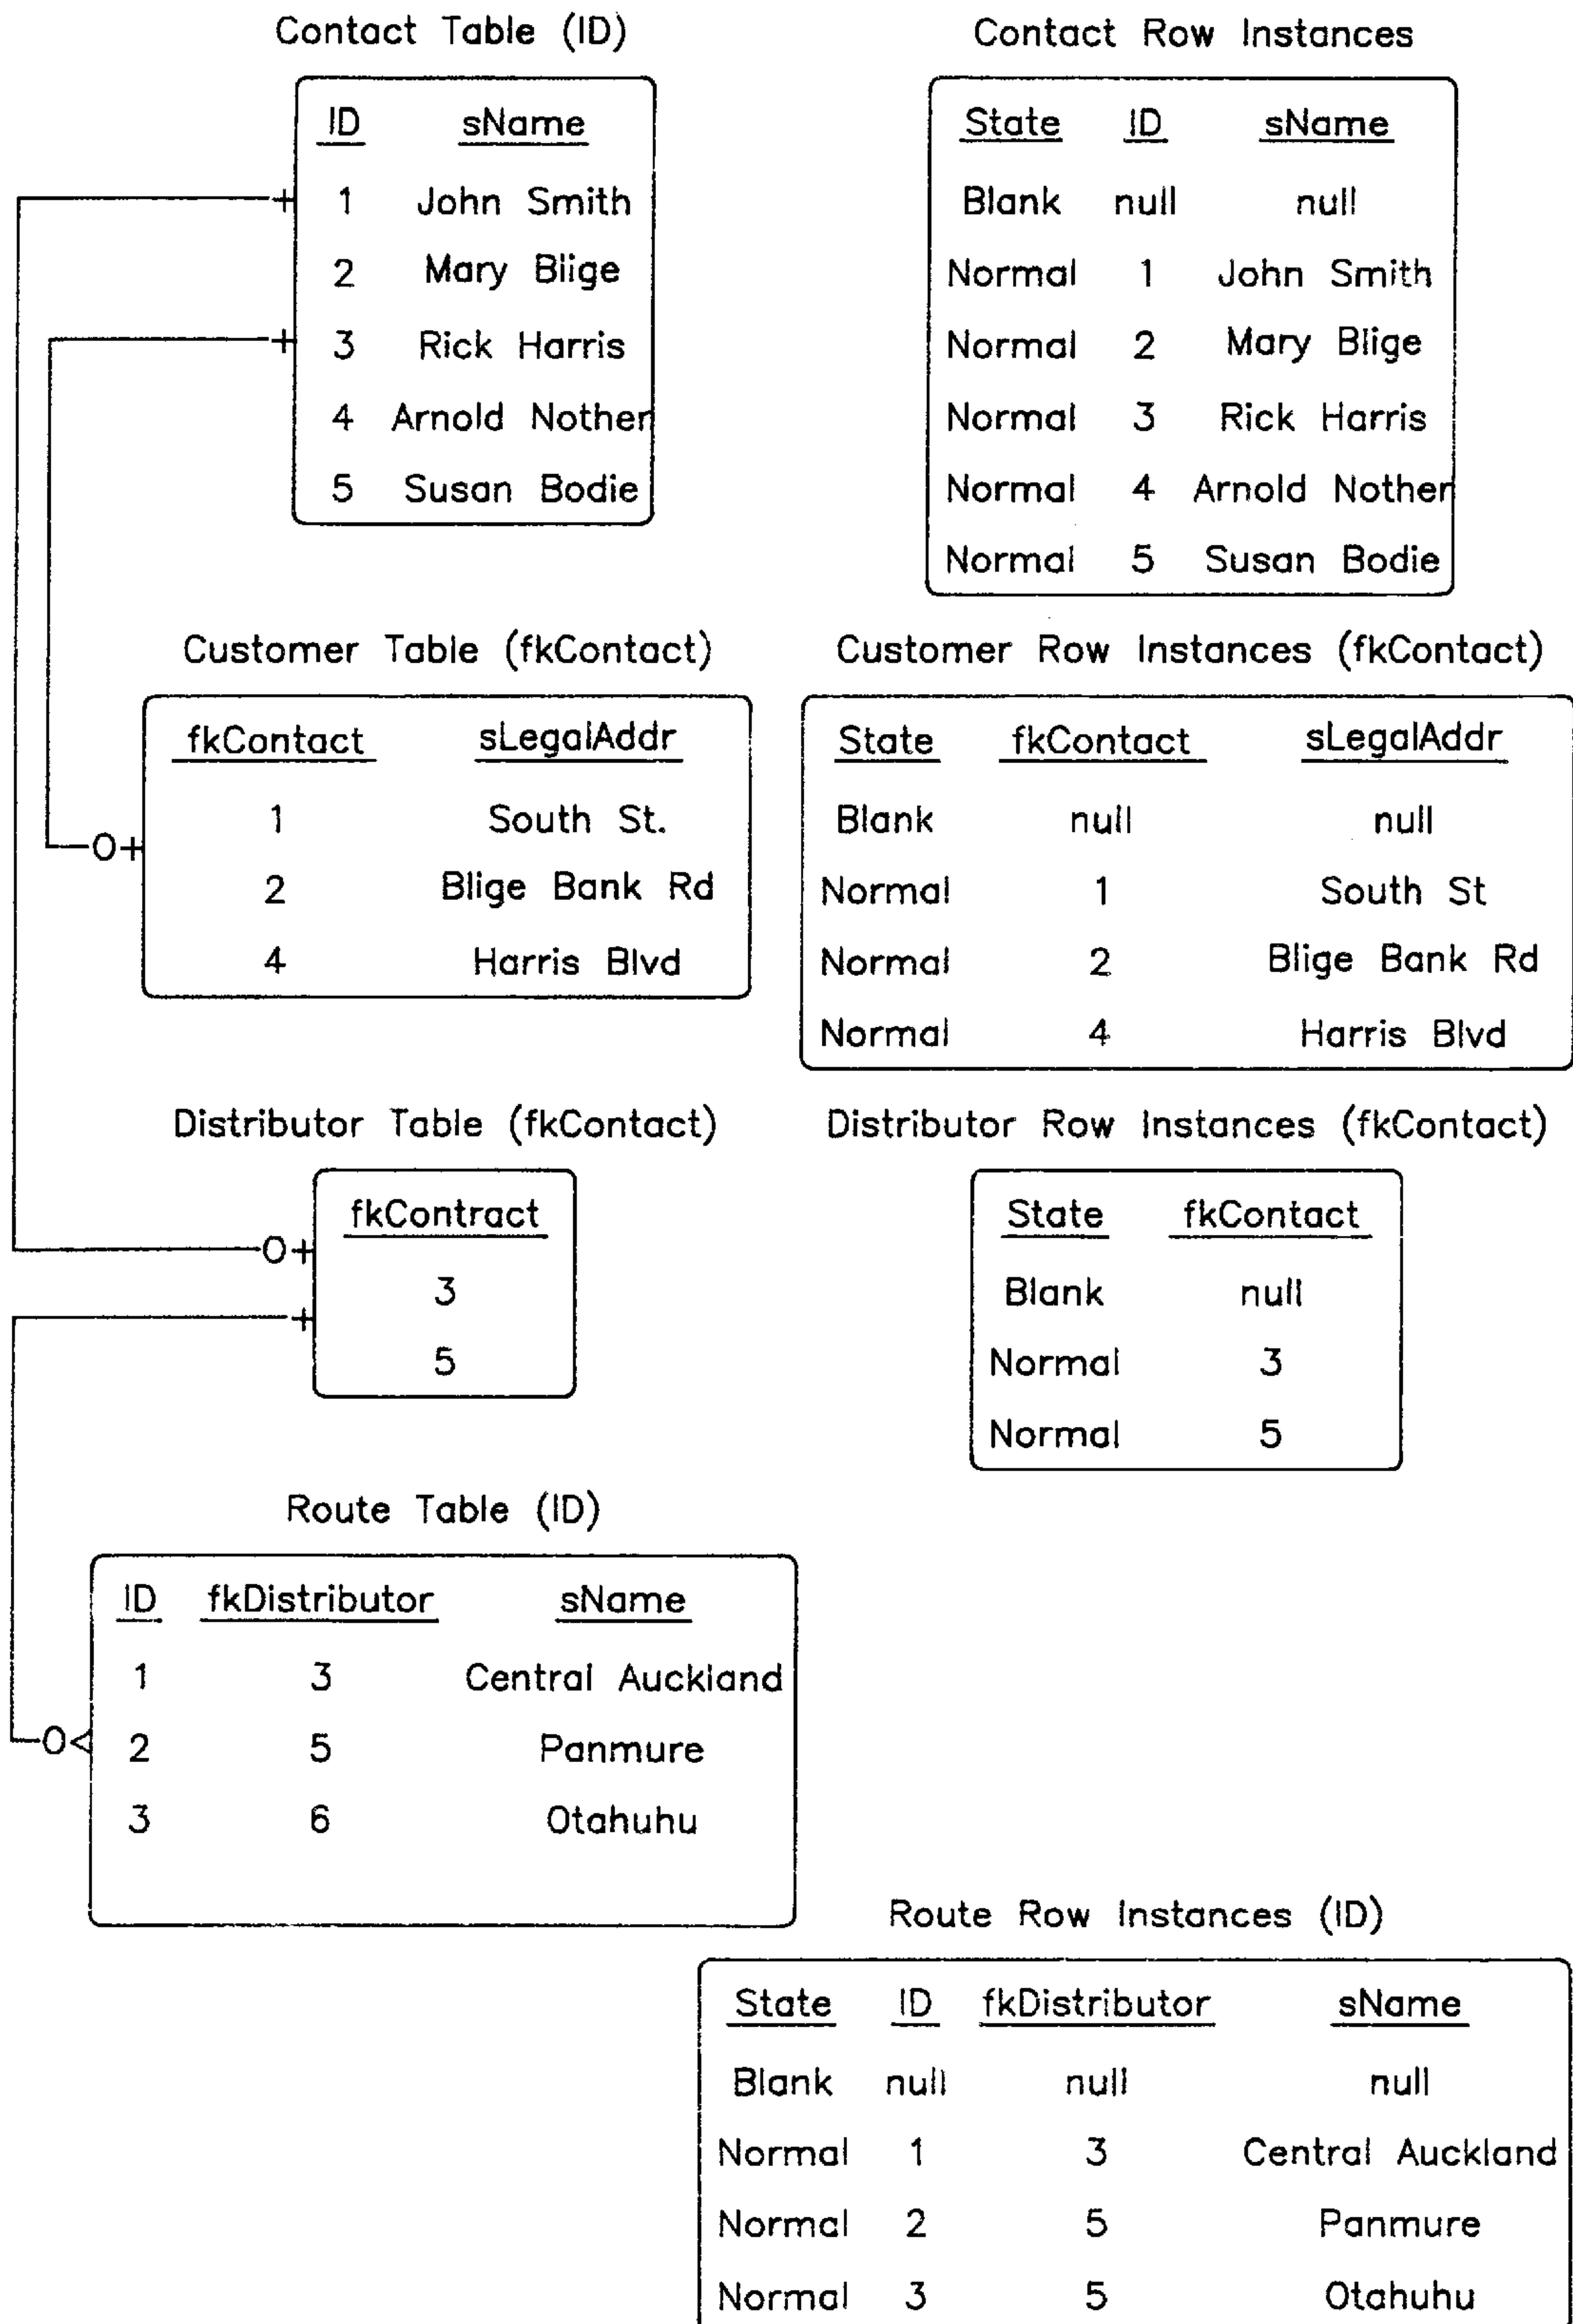 Contact Table (ID)
ID sName
1 John Smith
2 Mary Blige
3 Rick Harris
4 Arnold Nother
5 Susan Bodie
Contact Row Instances
State ID sName
Blank null null
Normal 1 John Smith
Normal 2 Mary Blige
Normal 3 Rick Harris
Normal 4 Arnold Nother
Normal 5 Susan Bodie
Customer Table (fkContact)
fkContact sLegalAddr
1 South St.
2 Blige Bank Rd
4 Harris Blvd
Customer Row Instances (fkContact)
State fkContact sLegalAddr
Blank null null
Normal 1 South St
Normal 2 Blige Bank Rd
Normal 4 Harris Blvd
Distributor Table (fkContact)
fkContract
3
5
Distributor Row Instances (fkContact)
State fkContact
Blank null
Normal 3
Normal 5
Route Table (ID)
ID fkDistributor sName
1 3 Central Auckland
2 5 Panmure
3 6 Otahuhu
Route Row Instances (ID)
State ID fkDistributor sName
Blank null null null
Normal 1 3 Central Auckland
Normal 2 5 Panmure
Normal 3 5 Otahuhu